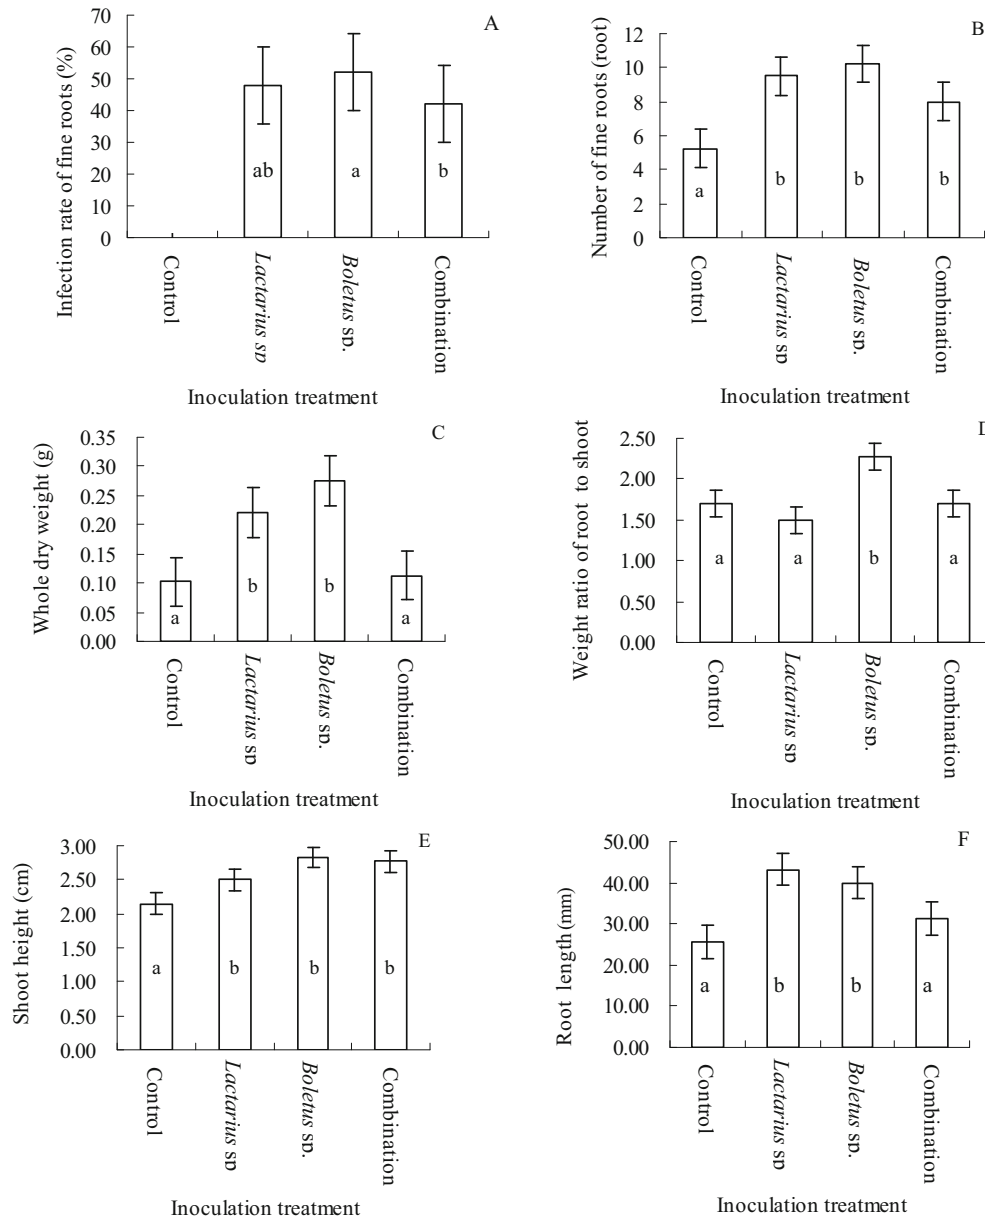 A
Infection rate of fine roots (%)
70
60
50
40
30
20
10
0
ab
a
b
Control
Lactarius sp
Boletus sp.
Combination
Inoculation treatment
B
Number of fine roots (root)
12
10
8
6
4
2
0
a
b
b
b
Control
Lactarius sp
Boletus sp.
Combination
Inoculation treatment
C
Whole dry weight (g)
0.35
0.30
0.25
0.20
0.15
0.10
0.05
0.00
a
b
b
a
Control
Lactarius sp
Boletus sp.
Combination
Inoculation treatment
D
Weight ratio of root to shoot
2.50
2.00
1.50
1.00
0.50
0.00
a
a
b
a
Control
Lactarius sp
Boletus sp.
Combination
Inoculation treatment
E
Shoot height (cm)
3.00
2.50
2.00
1.50
1.00
0.50
0.00
a
b
b
b
Control
Lactarius sp
Boletus sp.
Combination
Inoculation treatment
F
Root length (mm)
50.00
40.00
30.00
20.00
10.00
0.00
a
b
b
a
Control
Lactarius sp
Boletus sp.
Combination
Inoculation treatment